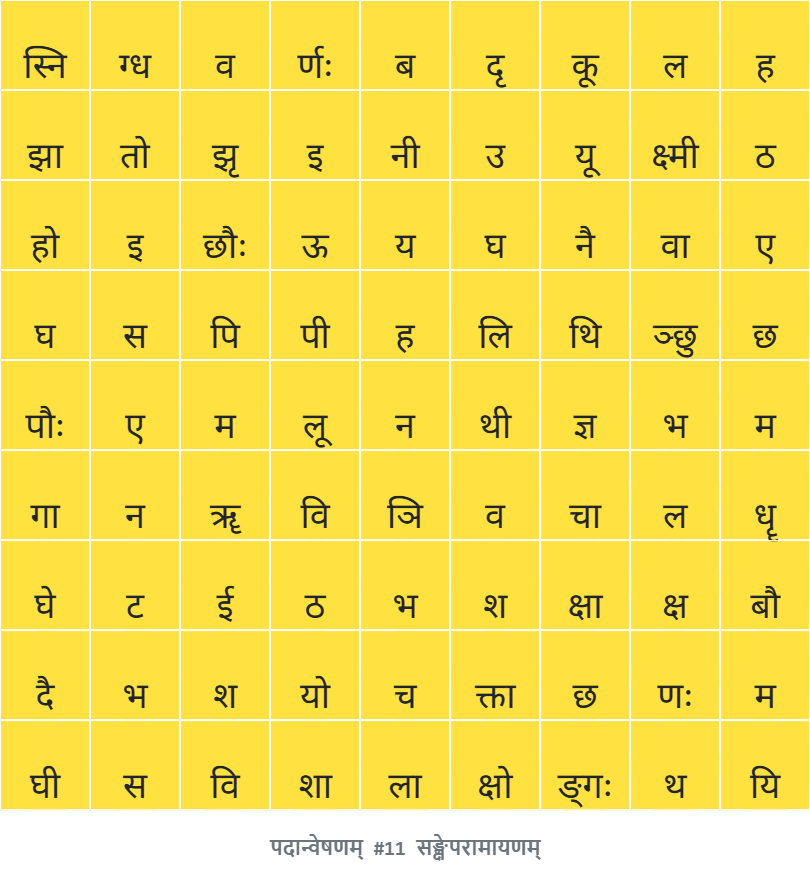 स्नि ग्ध व र्णः ब दृ कू ल ह
झा तो झृ इ नी उ यू क्ष्मी ठ
हो इ छौः ऊ य घ नै वा ए
घ स पि पी ह लि थि ञ्छु छ
पौः ए म लू न थी ज्ञ भ म
गा न ॠ वि ञि व चा ल धॄ
घे ट ई ठ भ श क्षा क्ष बौ
दै भ श यो च क्ता छ णः म
घी स वि शा ला क्षो ङ्गः थ यि
पदान्वेषणम् #11 सङ्क्षेपरामायणम्